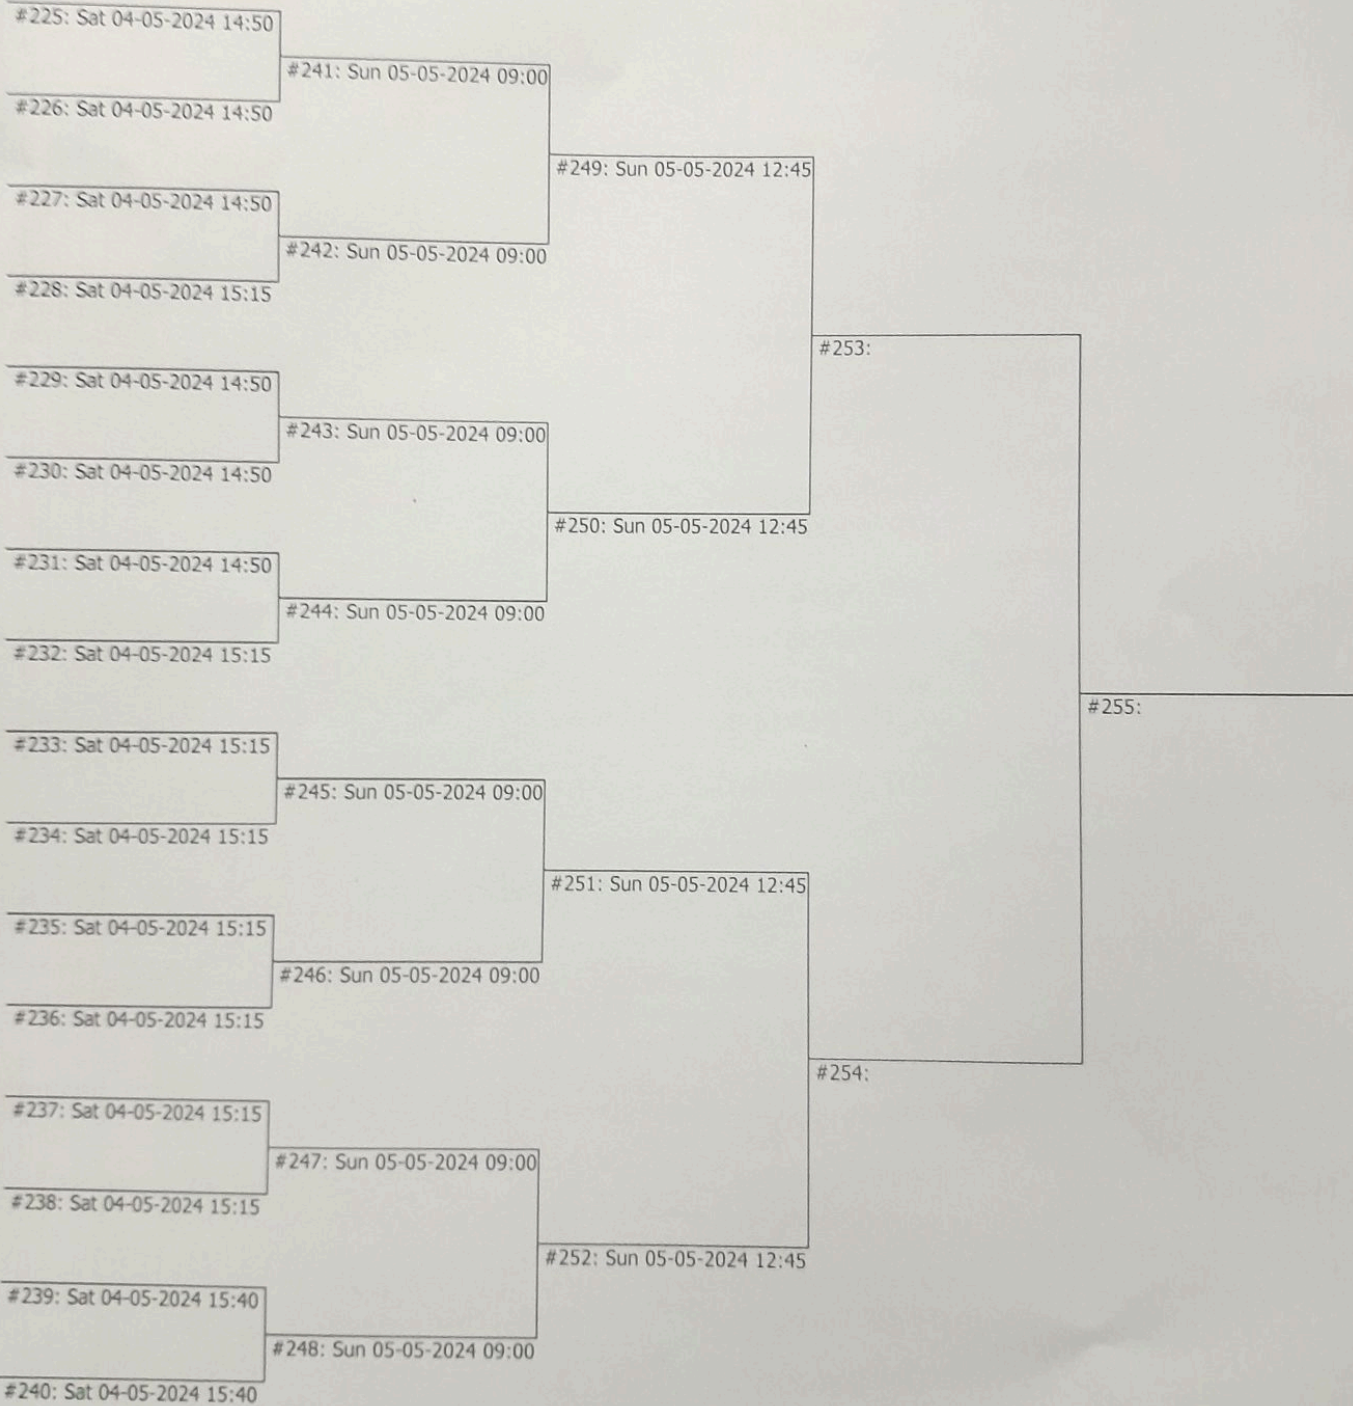 #225: Sat 04-05-2024 14:50
#226: Sat 04-05-2024 14:50
#227: Sat 04-05-2024 14:50
#228: Sat 04-05-2024 15:15
#229: Sat 04-05-2024 14:50
#230: Sat 04-05-2024 14:50
#231: Sat 04-05-2024 14:50
#232: Sat 04-05-2024 15:15
#233: Sat 04-05-2024 15:15
#234: Sat 04-05-2024 15:15
#235: Sat 04-05-2024 15:15
#236: Sat 04-05-2024 15:15
#237: Sat 04-05-2024 15:15
#238: Sat 04-05-2024 15:15
#239: Sat 04-05-2024 15:40
#240: Sat 04-05-2024 15:40
#241: Sun 05-05-2024 09:00
#242: Sun 05-05-2024 09:00
#243: Sun 05-05-2024 09:00
#244: Sun 05-05-2024 09:00
#245: Sun 05-05-2024 09:00
#246: Sun 05-05-2024 09:00
#247: Sun 05-05-2024 09:00
#248: Sun 05-05-2024 09:00
#249: Sun 05-05-2024 12:45
#250: Sun 05-05-2024 12:45
#251: Sun 05-05-2024 12:45
#252: Sun 05-05-2024 12:45
#253:
#254:
#255: